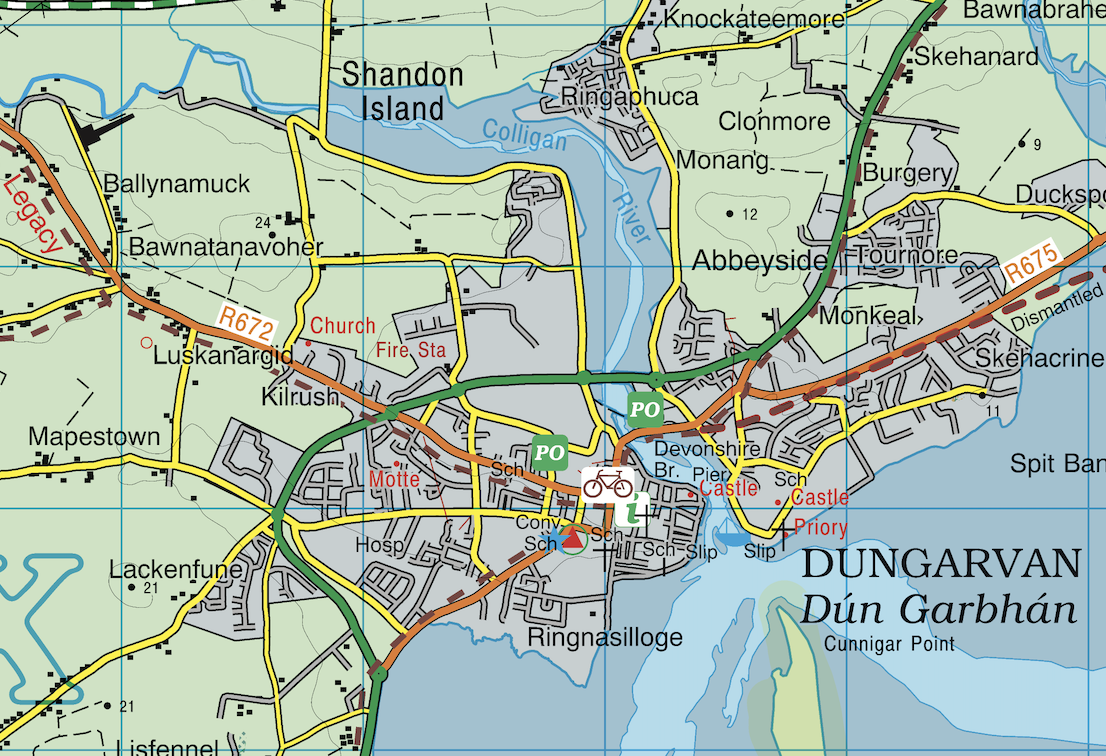 Knockateemore
Bawnabrahe
Skehanard
Shandon
Island
Ringaphuca
Clonmore
Colligan
9
Monang
Burgery
Legacy
Ballynamuck
Ducksp
River
12
24
Bawnatanavoher
Abbeyside
Tournore
R675
R672
Church
Monkeal
Dismantled
Luskanargid
Fire Sta
Skehacrine
Kilrush
PO
11
Mapestown
PO
Devonshire
Br.
Pier
Spit Ban
Sch
Motte
Sch
Castle
Castle
i
Conv
Sch
Sch
Priory
Hosp
Sch
Slip
Slip
DUNGARVAN
Lackenfune
21
Dún Garbhán
Ringnasilloge
Cunnigar Point
X
21
Lisfennel